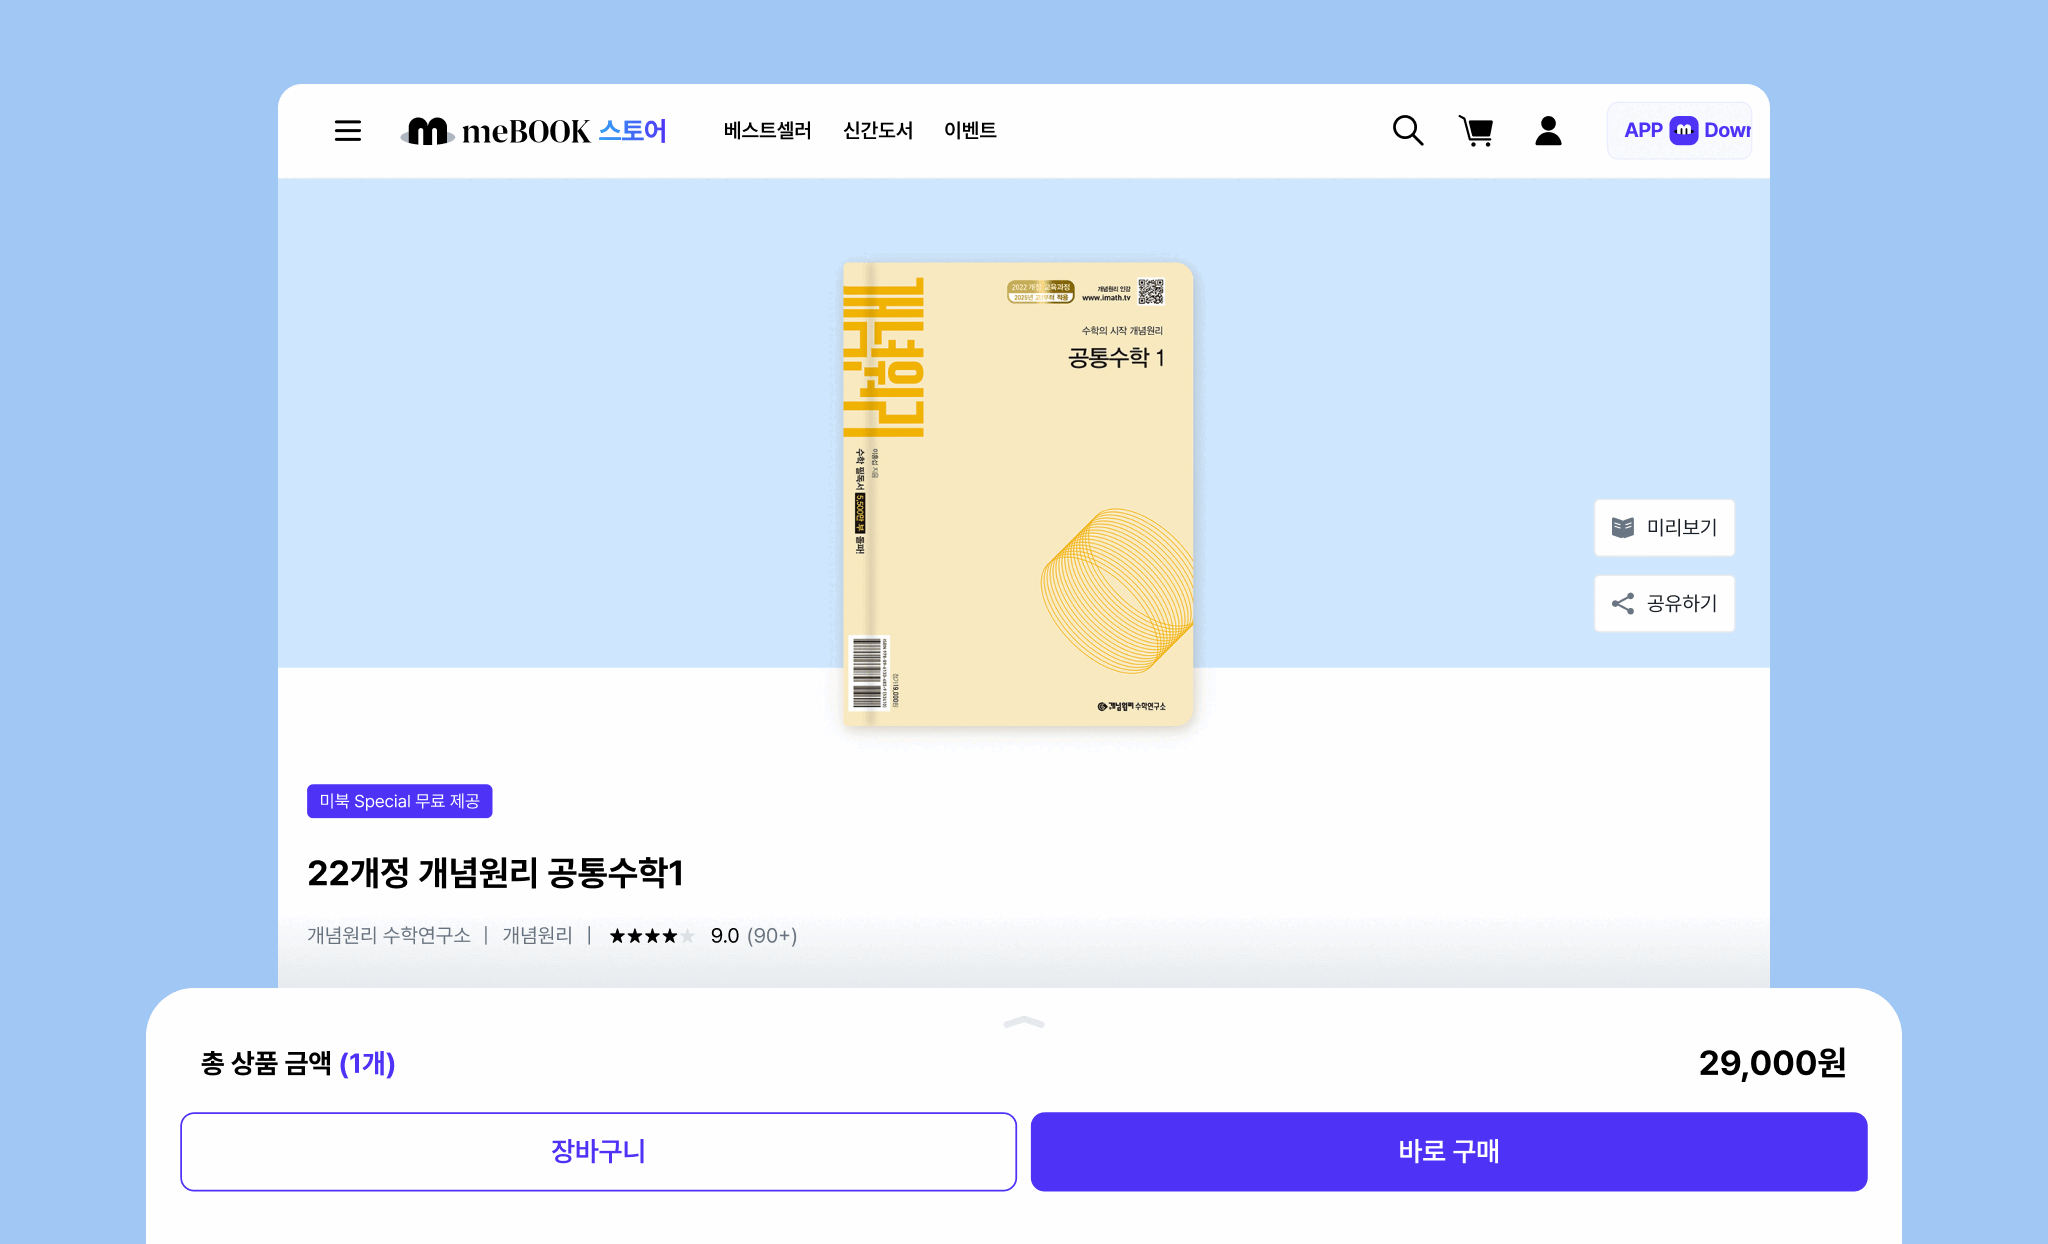 meBOOK 스토어
베스트셀러
신간도서
이벤트
APP Down
개념원리
2022 개정 교육과정
2025년 고1부터 적용
개념원리 인강
www.imath.tv
수학의 시작 개념원리
공통수학 1
이홍섭 지음
수학 필독서 5,500만 부 돌파!
개념원리 수학연구소
미리보기
공유하기
미북 Special 무료 제공
22개정 개념원리 공통수학1
개념원리 수학연구소 | 개념원리 | ★★★★★ 9.0 (90+)
총 상품 금액 (1개)
29,000원
장바구니
바로 구매